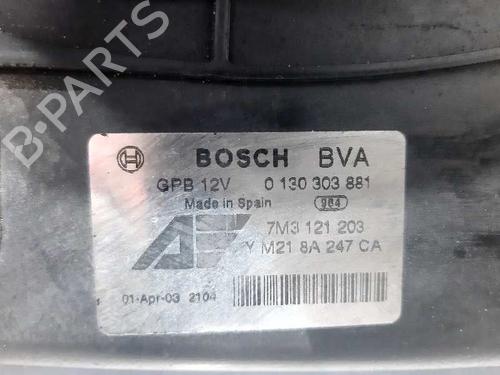 B-PARTS
BOSCH BVA
GPB 12V 0 130 303 881
Made in Spain 984
7M3 121 203
Y M21 8A 247 CA
01-Apr-03 2104